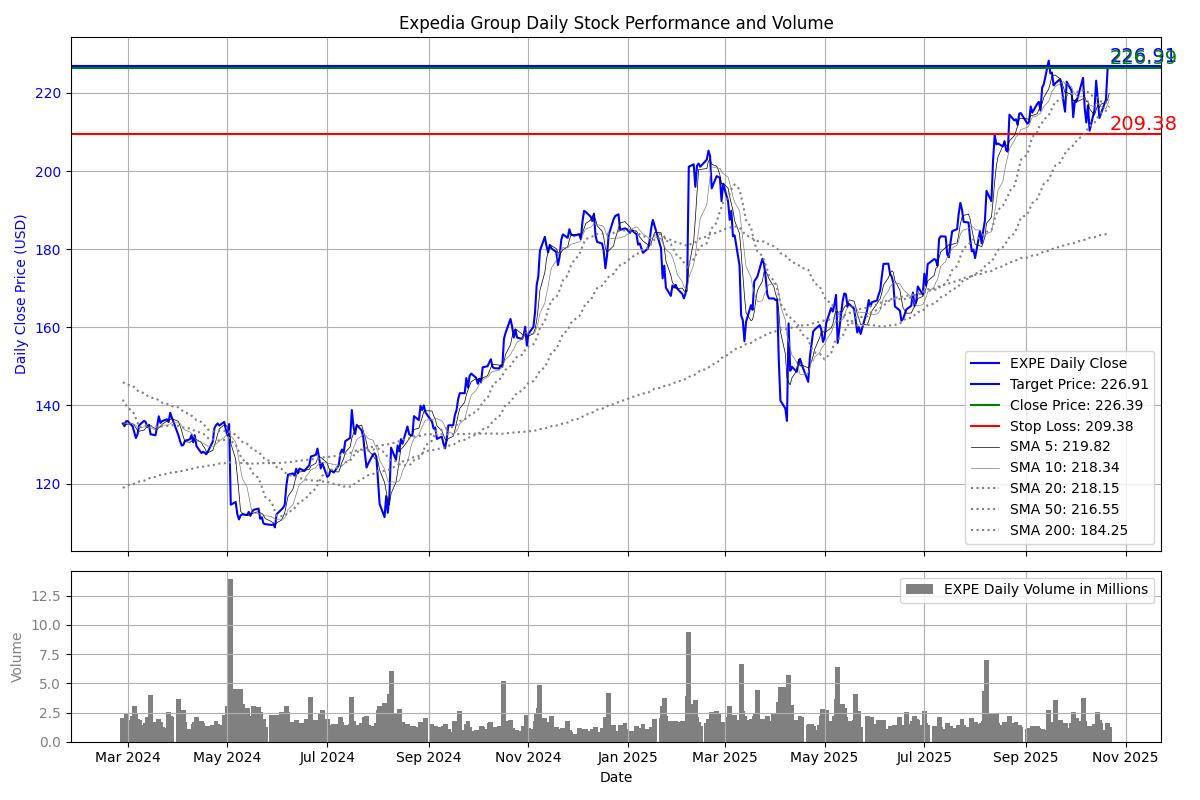 Expedia Group Daily Stock Performance and Volume
226.91
226.39
209.38
Daily Close Price (USD)
220
200
180
160
140
120
EXPE Daily Close
Target Price: 226.91
Close Price: 226.39
Stop Loss: 209.38
SMA 5: 219.82
SMA 10: 218.34
SMA 20: 218.15
SMA 50: 216.55
SMA 200: 184.25
EXPE Daily Volume in Millions
Volume
12.5
10.0
7.5
5.0
2.5
0.0
Mar 2024 May 2024 Jul 2024 Sep 2024 Nov 2024 Jan 2025 Mar 2025 May 2025 Jul 2025 Sep 2025 Nov 2025
Date